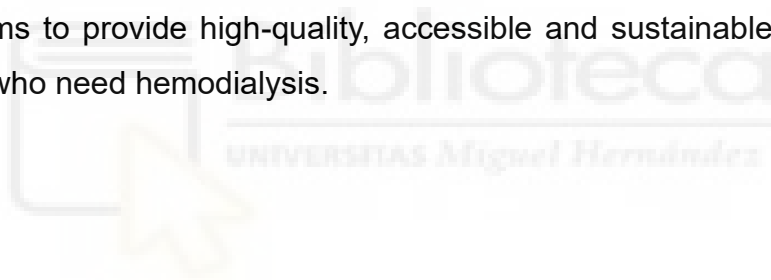 ms to provide high-quality, accessible and sustainable
who need hemodialysis.
Biblioteca
UNIVERSITAS Miguel Hernández